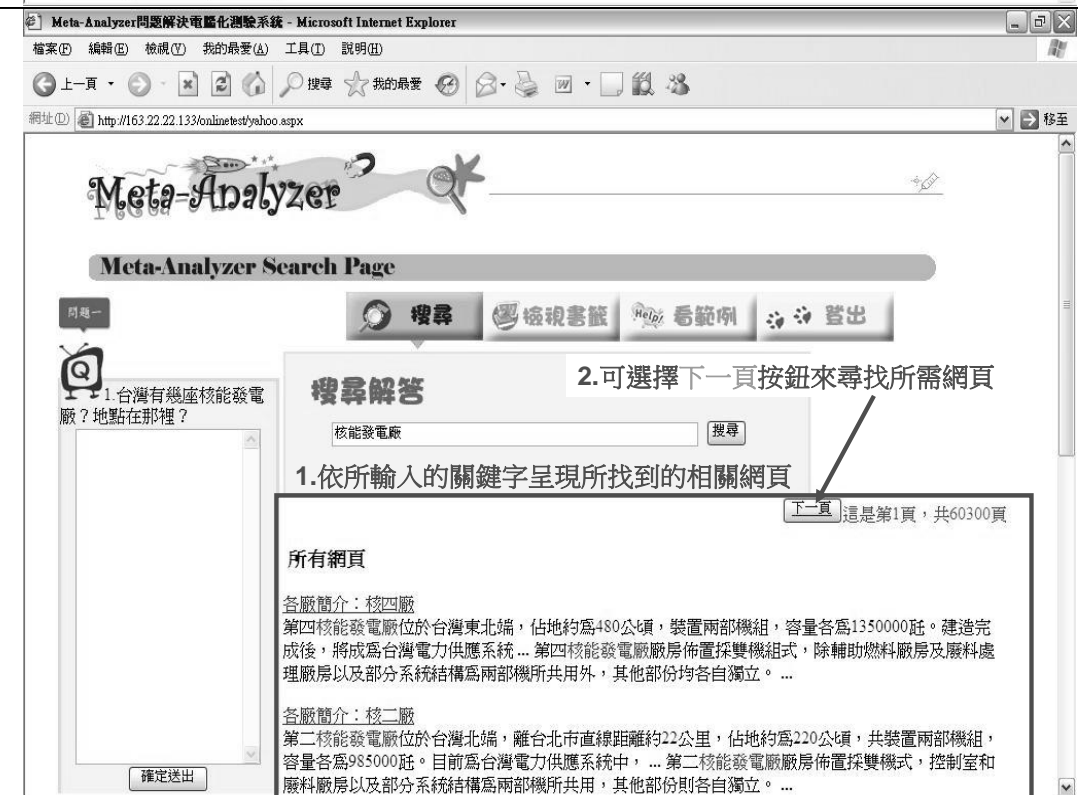 Meta-Analyzer問題解決電腦化測驗系統 - Microsoft Internet Explorer
檔案(F) 編輯(E) 檢視(V) 我的最愛(A) 工具(T) 說明(H)
上一頁 搜尋 我的最愛
網址(D) http://163.22.22.133/onlinetest/yahoo.aspx 移至
Meta-Analyzer
Meta-Analyzer Search Page
問題一
搜尋 檢視書籤 Help! 看範例 登出
Q
1.台灣有幾座核能發電
廠？地點在那裡？
確定送出
搜尋解答
2.可選擇下一頁按鈕來尋找所需網頁
核能發電廠 搜尋
1.依所輸入的關鍵字呈現所找到的相關網頁
下一頁 這是第1頁，共60300頁
所有網頁
各廠簡介：核四廠
第四核能發電廠位於台灣東北端，佔地約為480公頃，裝置兩部機組，容量各為1350000瓩。建造完
成後，將成為台灣電力供應系統 ... 第四核能發電廠廠房佈置採雙機組式，除輔助燃料廠房及廢料處
理廠房以及部分系統結構為兩部機所共用外，其他部份均各自獨立。 ...
各廠簡介：核二廠
第二核能發電廠位於台灣北端，離台北市直線距離約22公里，佔地約為220公頃，共裝置兩部機組，
容量各為985000瓩。目前為台灣電力供應系統中， ... 第二核能發電廠廠房佈置採雙機式，控制室和
廢料廠房以及部分系統結構為兩部機所共用，其他部份則各自獨立。 ...